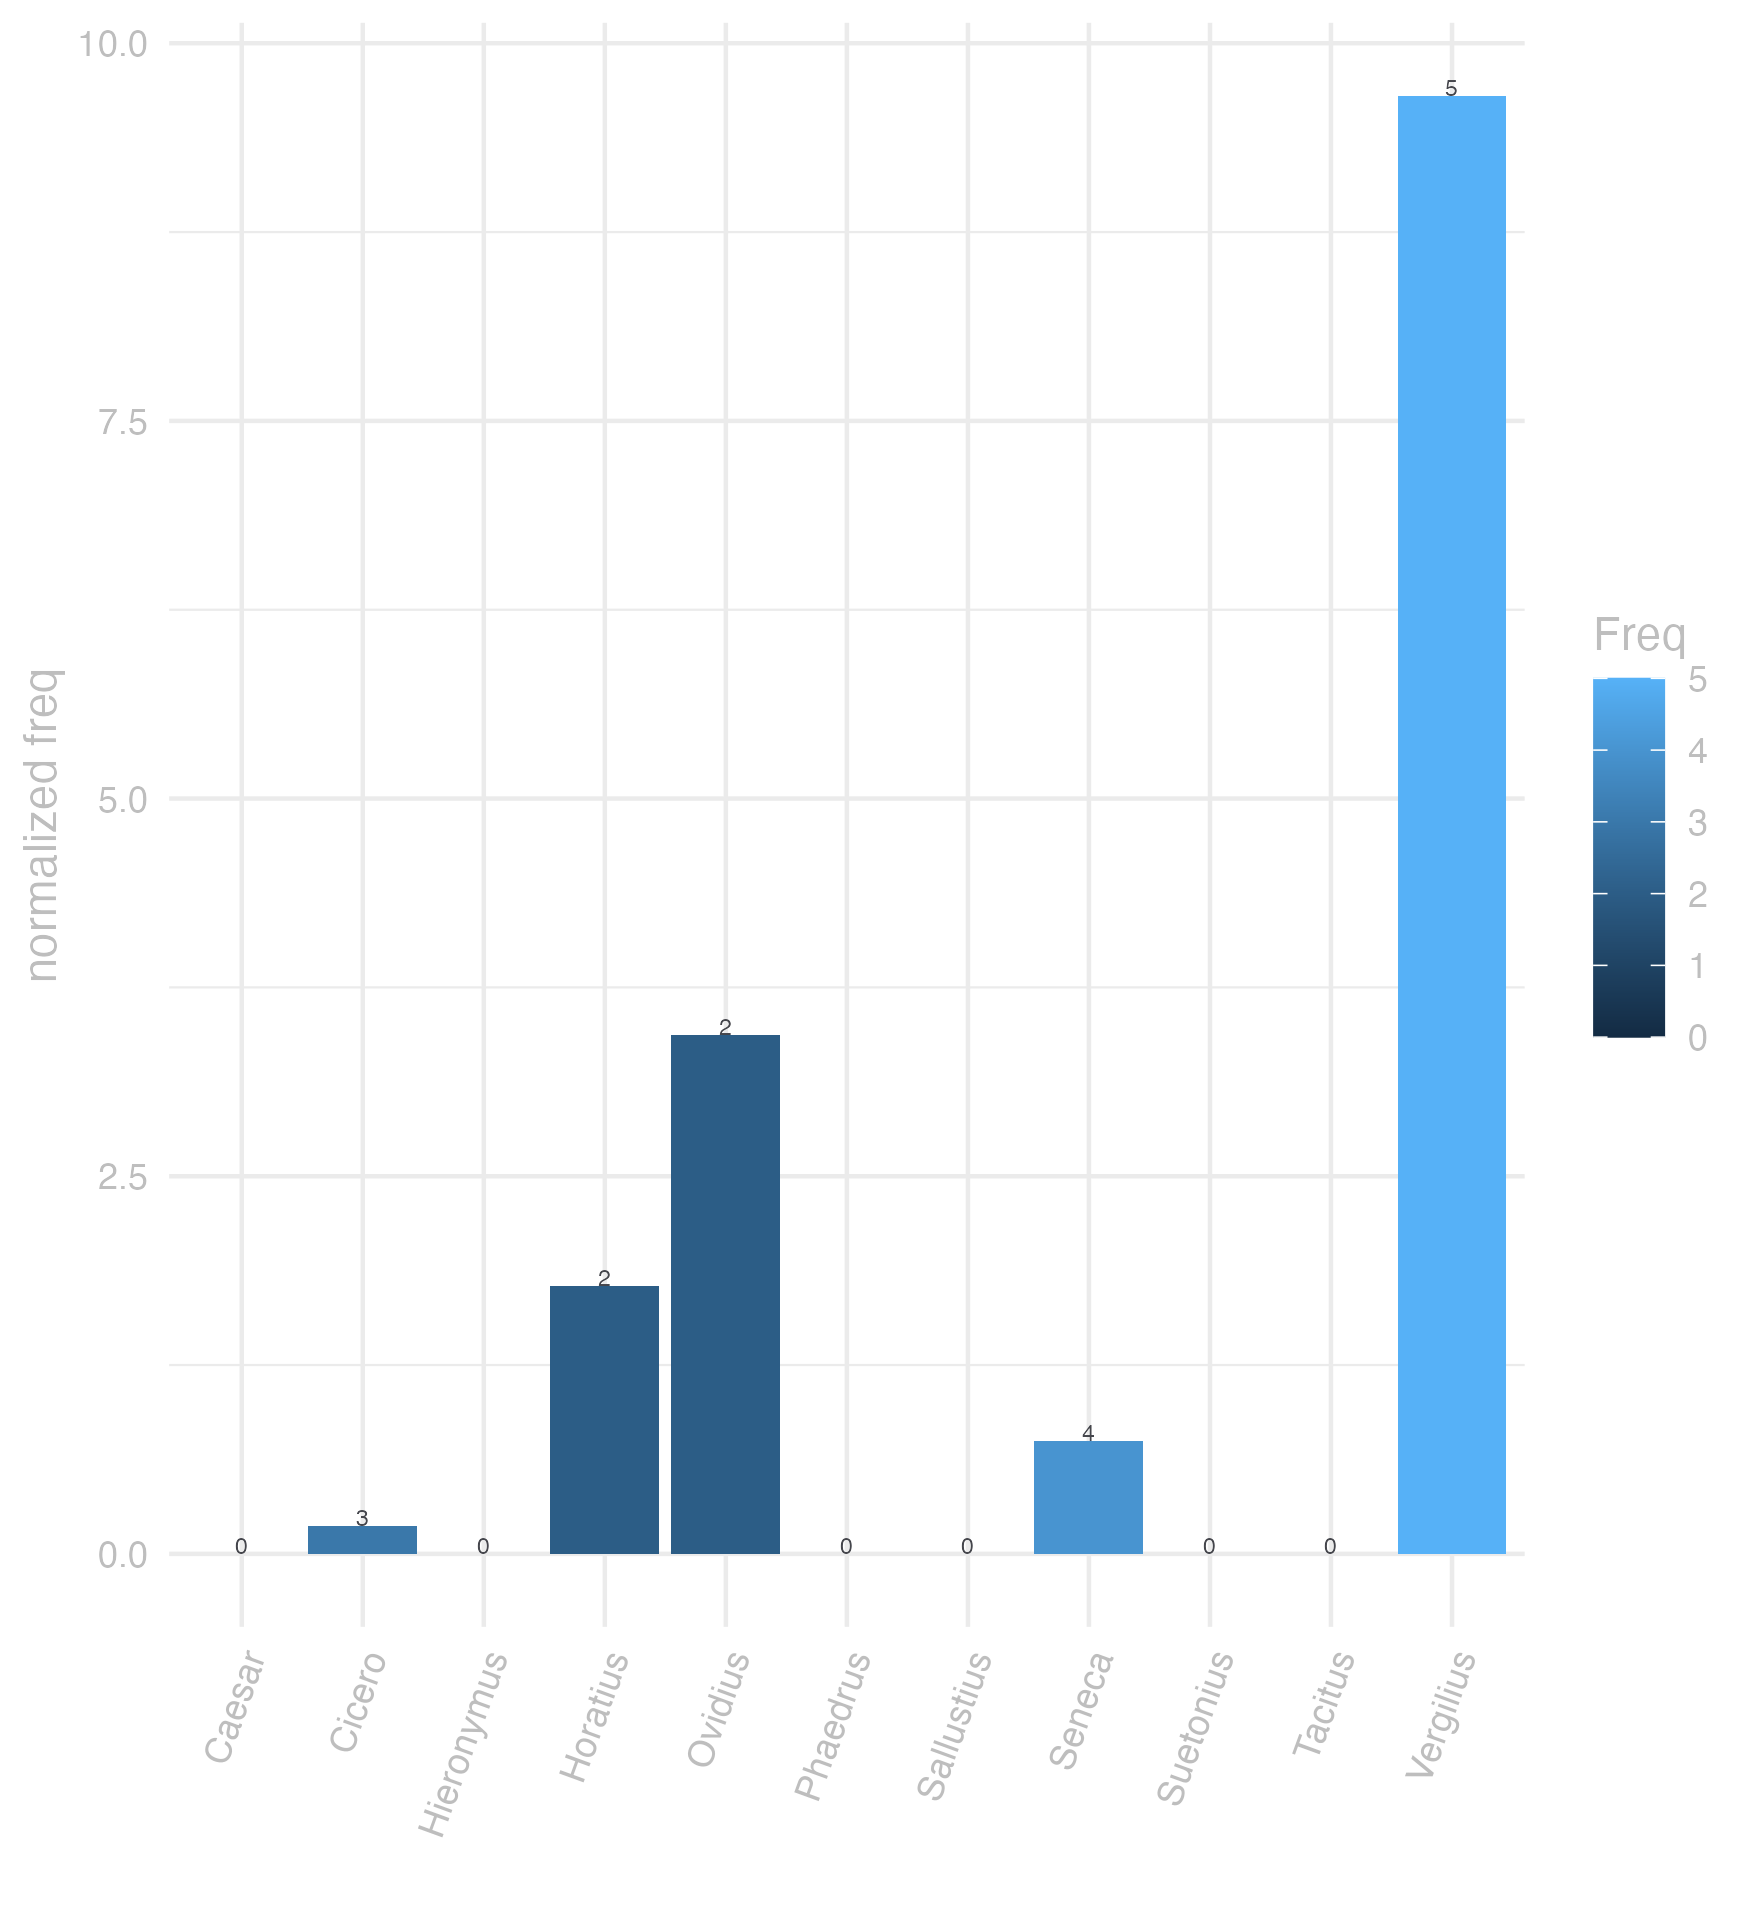 10.0
7.5
5.0
2.5
0.0
normalized freq
0
3
0
2
2
0
0
4
0
0
5
Caesar
Cicero
Hieronymus
Horatius
Ovidius
Phaedrus
Sallustius
Seneca
Suetonius
Tacitus
Vergilius
Freq
5
4
3
2
1
0